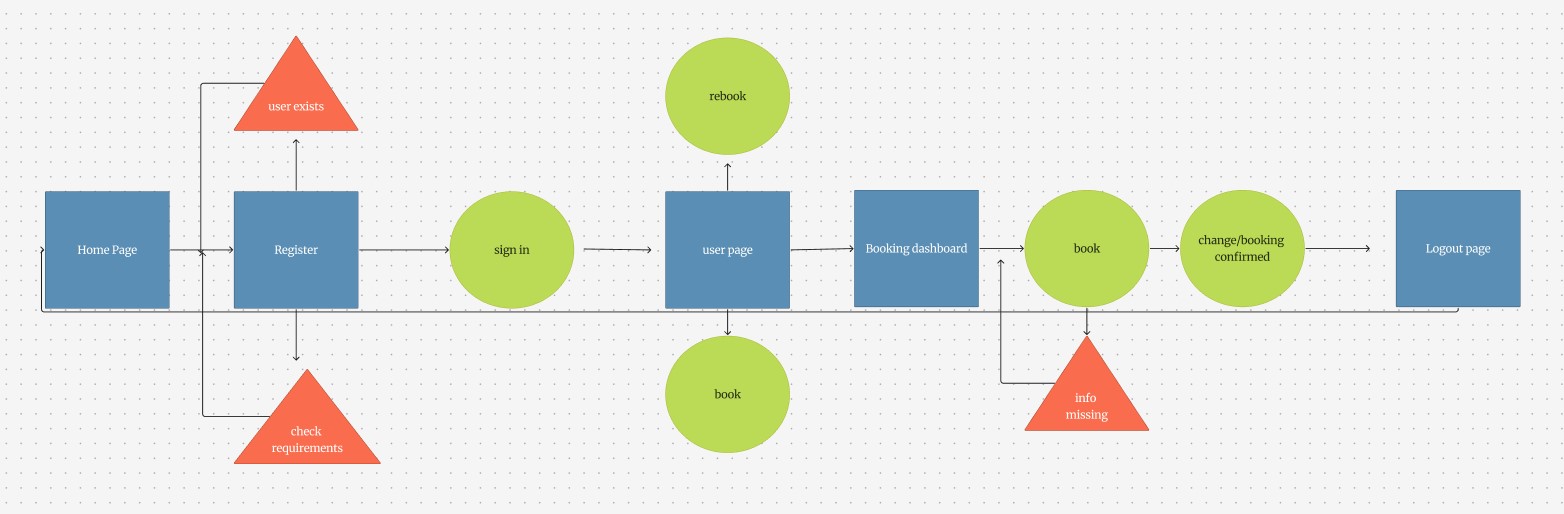 user exists
rebook
Home Page
Register
sign in
user page
Booking dashboard
book
change/booking
confirmed
Logout page
book
info
missing
check
requirements